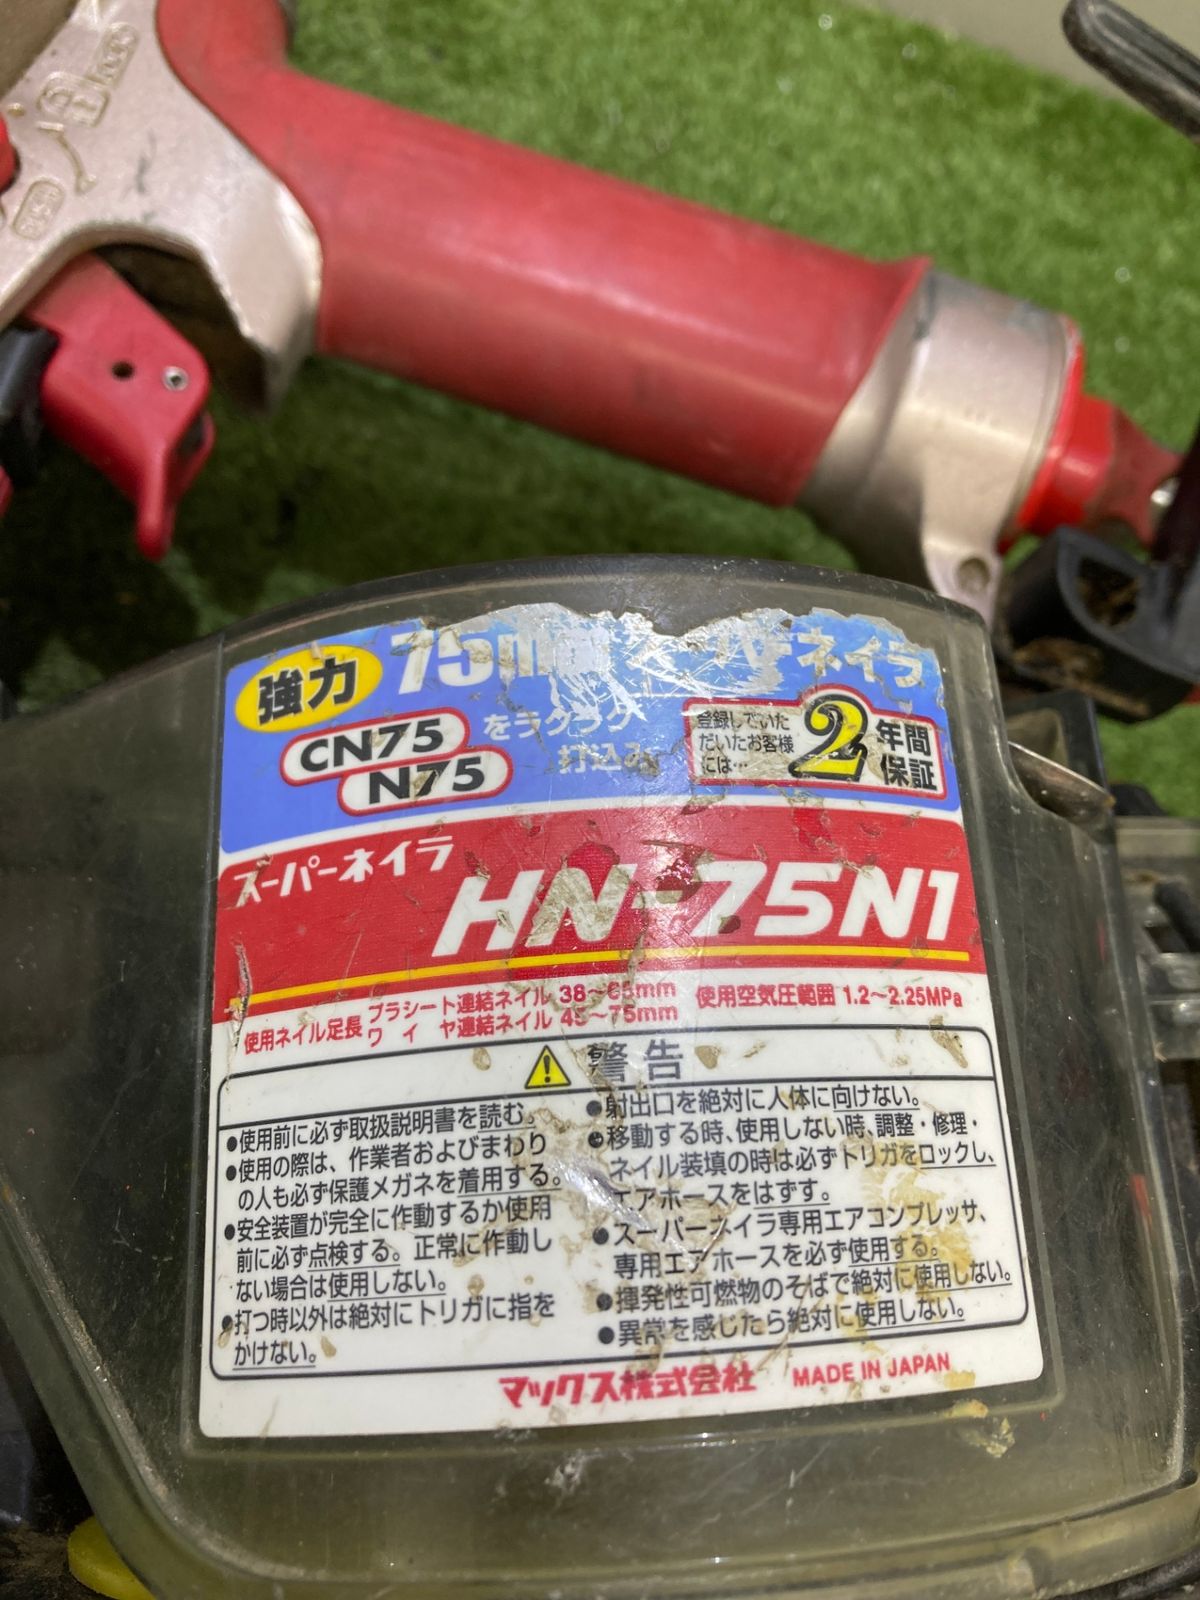 強力
75mm スーパーネイラ
CN75
N75
をラクラク
打込み
登録していた
だいたお客様
には…
2
年間
保証
スーパーネイラ
HN-75N1
使用ネイル足長
プラシート連結ネイル 38～65mm
ワイヤ連結ネイル 45～75mm
使用空気圧範囲 1.2～2.25MPa
警告
●使用前に必ず取扱説明書を読む。
●使用の際は、作業者およびまわり
の人も必ず保護メガネを着用する。
●安全装置が完全に作動するか使用
前に必ず点検する。正常に作動し
ない場合は使用しない。
●打つ時以外は絶対にトリガに指を
かけない。
●射出口を絶対に人体に向けない。
●移動する時、使用しない時、調整・修理・
ネイル装填の時は必ずトリガをロックし、
エアホースをはずす。
●スーパーネイラ専用エアコンプレッサ、
専用エアホースを必ず使用する。
●揮発性可燃物のそばで絶対に使用しない。
●異常を感じたら絶対に使用しない。
マックス株式会社
MADE IN JAPAN